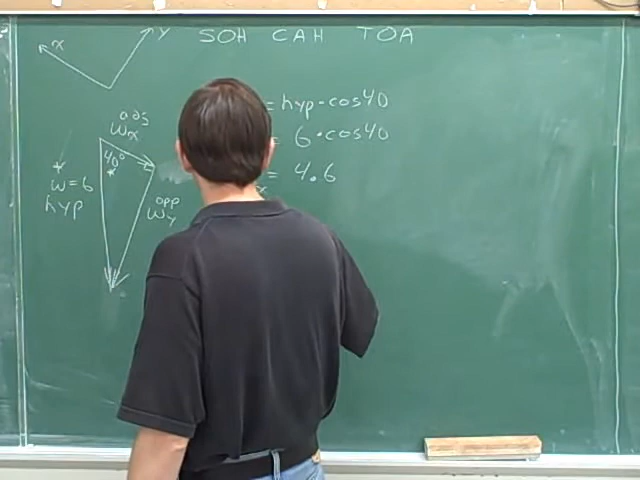 x y SOH CAH TOA
adj
Wx
= hyp·cos40
40°
= 6·cos40
= 4.6
*
w=6
hyp
*
opp
Wy
x